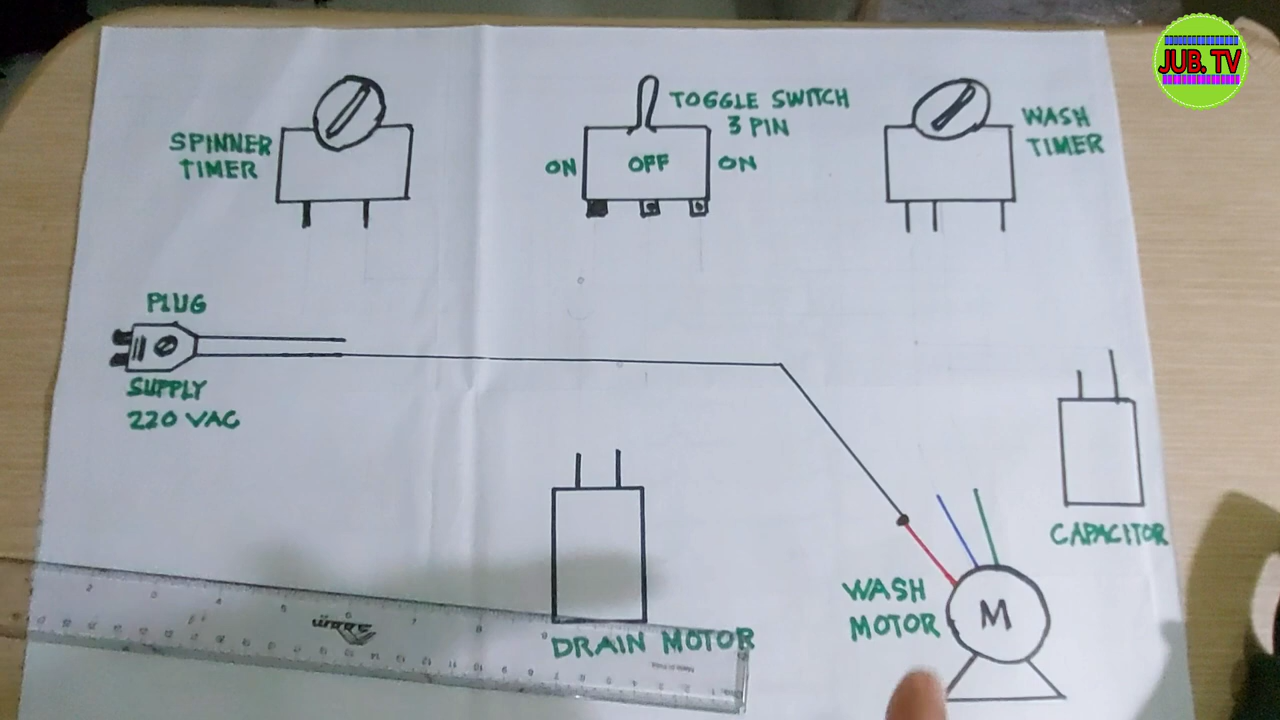 JUB. TV
SPINNER
TIMER
TOGGLE SWITCH
3 PIN
ON
OFF
ON
WASH
TIMER
PLUG
SUPPLY
220 VAC
CAPACITOR
WASH
MOTOR
M
DRAIN MOTOR